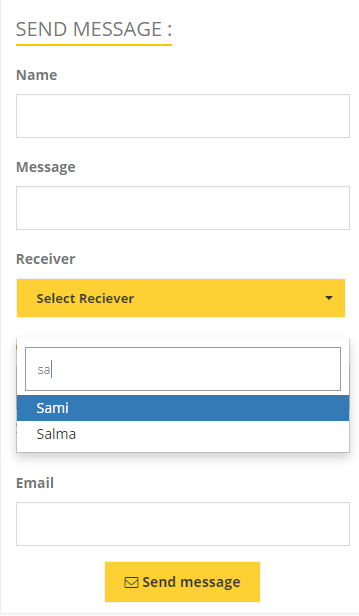 SEND MESSAGE :
Name
Message
Receiver
Select Reciever
sa
Sami
Salma
Email
Send message